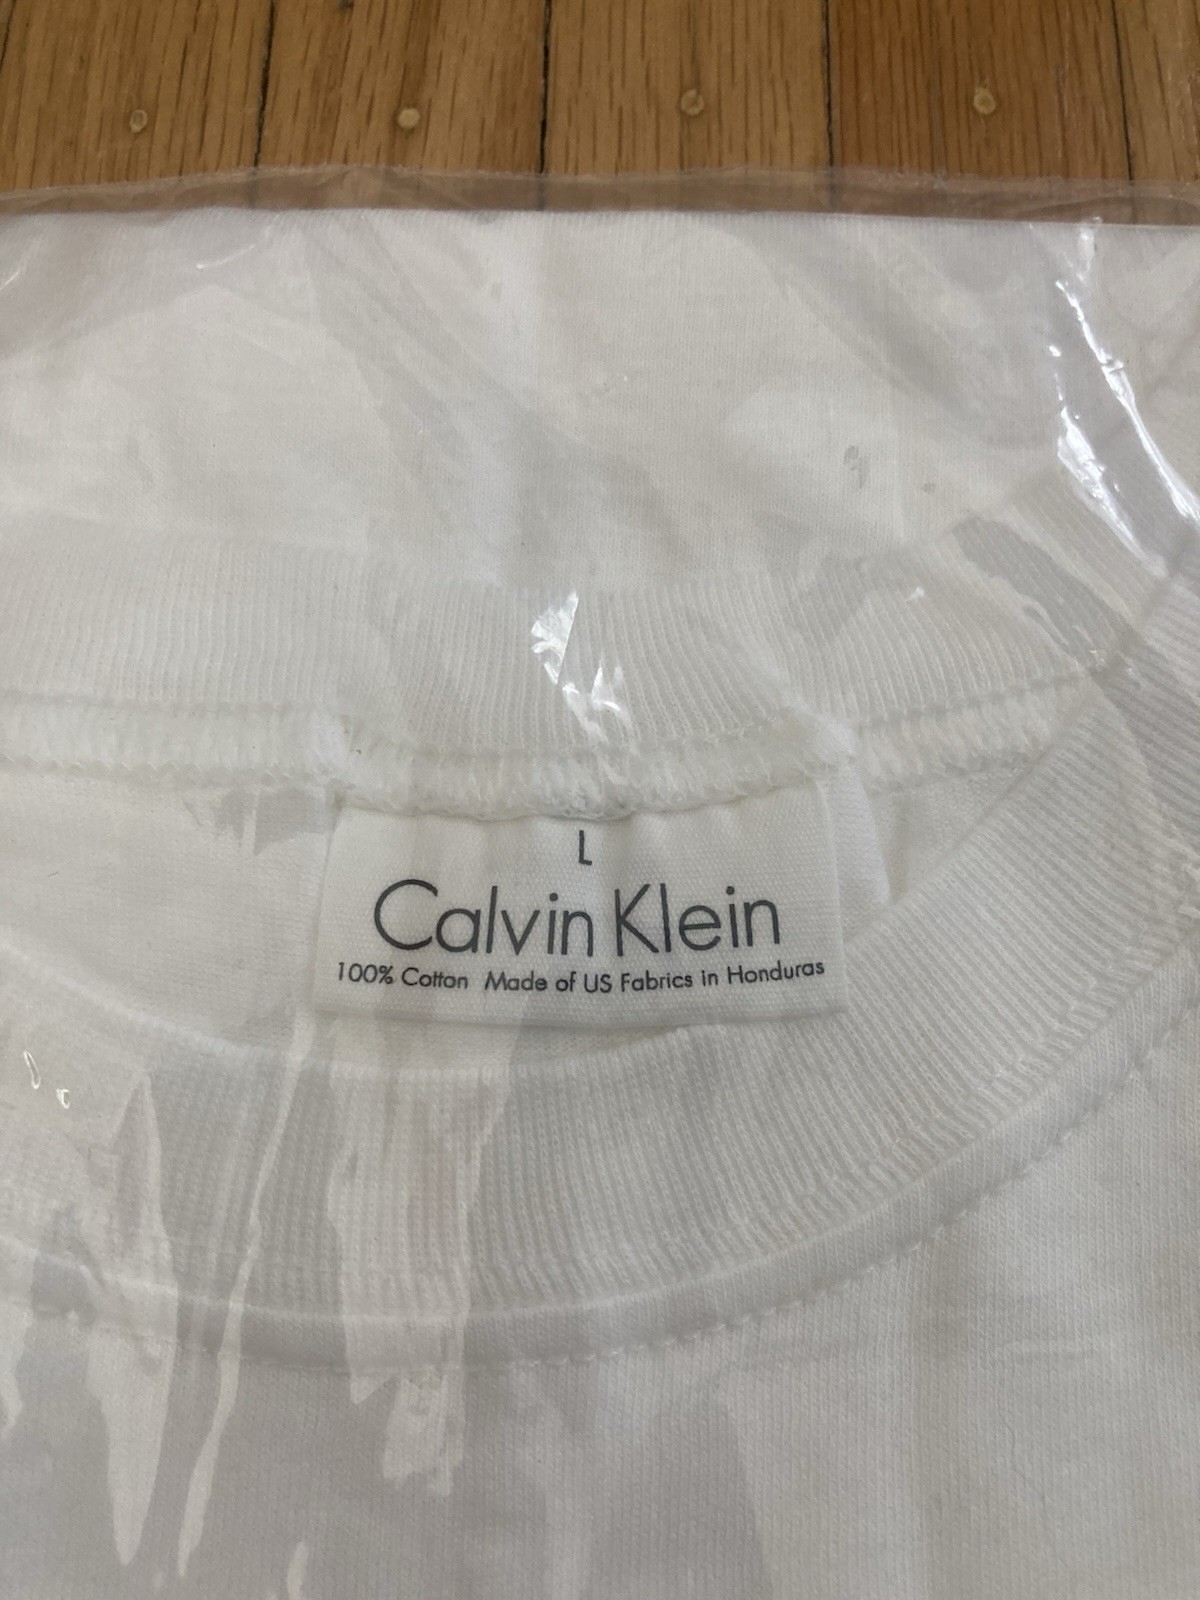 L
Calvin Klein
100% Cotton Made of US Fabrics in Honduras